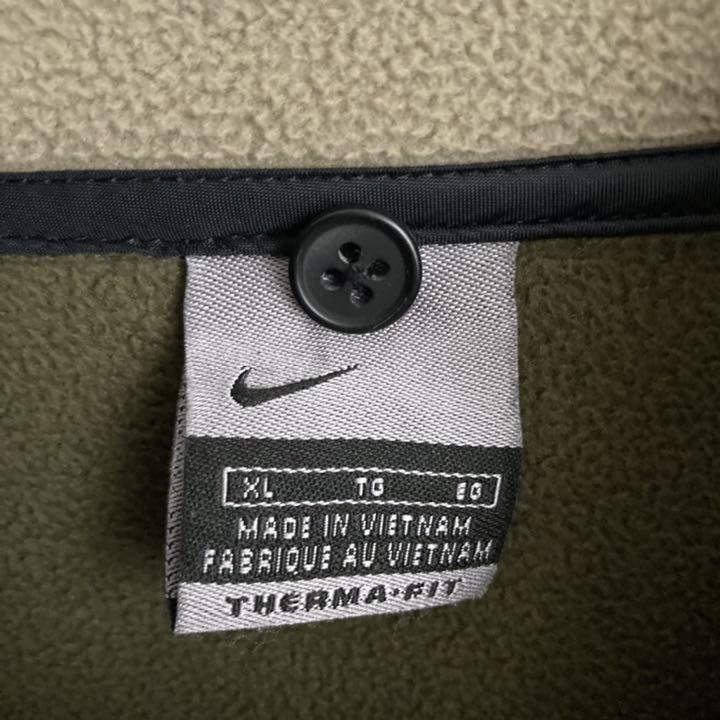 XL TG EG
MADE IN VIETNAM
FABRIQUE AU VIETNAM
THERMA•FIT